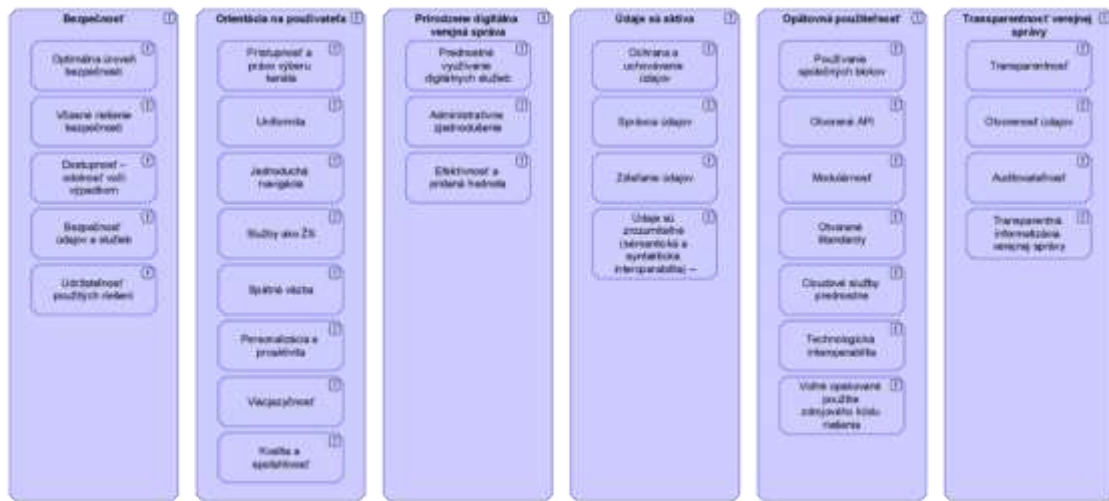 Bezpečnosť
Optimálna úroveň
bezpečnosti
Včasné riešenie
bezpečnosti
Dostupnosť –
odolnosť voči
výpadkom
Bezpečnosť
údajov a služieb
Udržateľnosť
použitých riešení
Orientácia na používateľa
Prístupnosť a
právo výberu
kanála
Uniformita
Jednoduchá
navigácia
Služby ako ŽS
Spätná väzba
Personalizácia a
proaktivita
Viacjazyčnosť
Kvalita a
spoľahlivosť
Prirodzene digitálna
verejná správa
Prednostné
využívanie
digitálnych služieb
Administratívne
zjednodušenie
Efektívnosť a
pridaná hodnota
Údaje sú aktíva
Ochrana a
uchovávanie
údajov
Správca údajov
Zdieľanie údajov
Údaje sú
zrozumiteľné
(sémantická a
syntaktická
interoperabilita) –
Opätovná použiteľnosť
Používanie
spoločných blokov
Otvorené API
Modulárnosť
Otvorené
štandardy
Cloudové služby
prednostne
Technologická
interoperabilita
Voľné opakované
použitie
zdrojového kódu
riešenia
Transparentnosť verejnej
správy
Transparentnosť
Otvorenosť údajov
Auditovateľnosť
Transparentná
informatizácia
verejnej správy